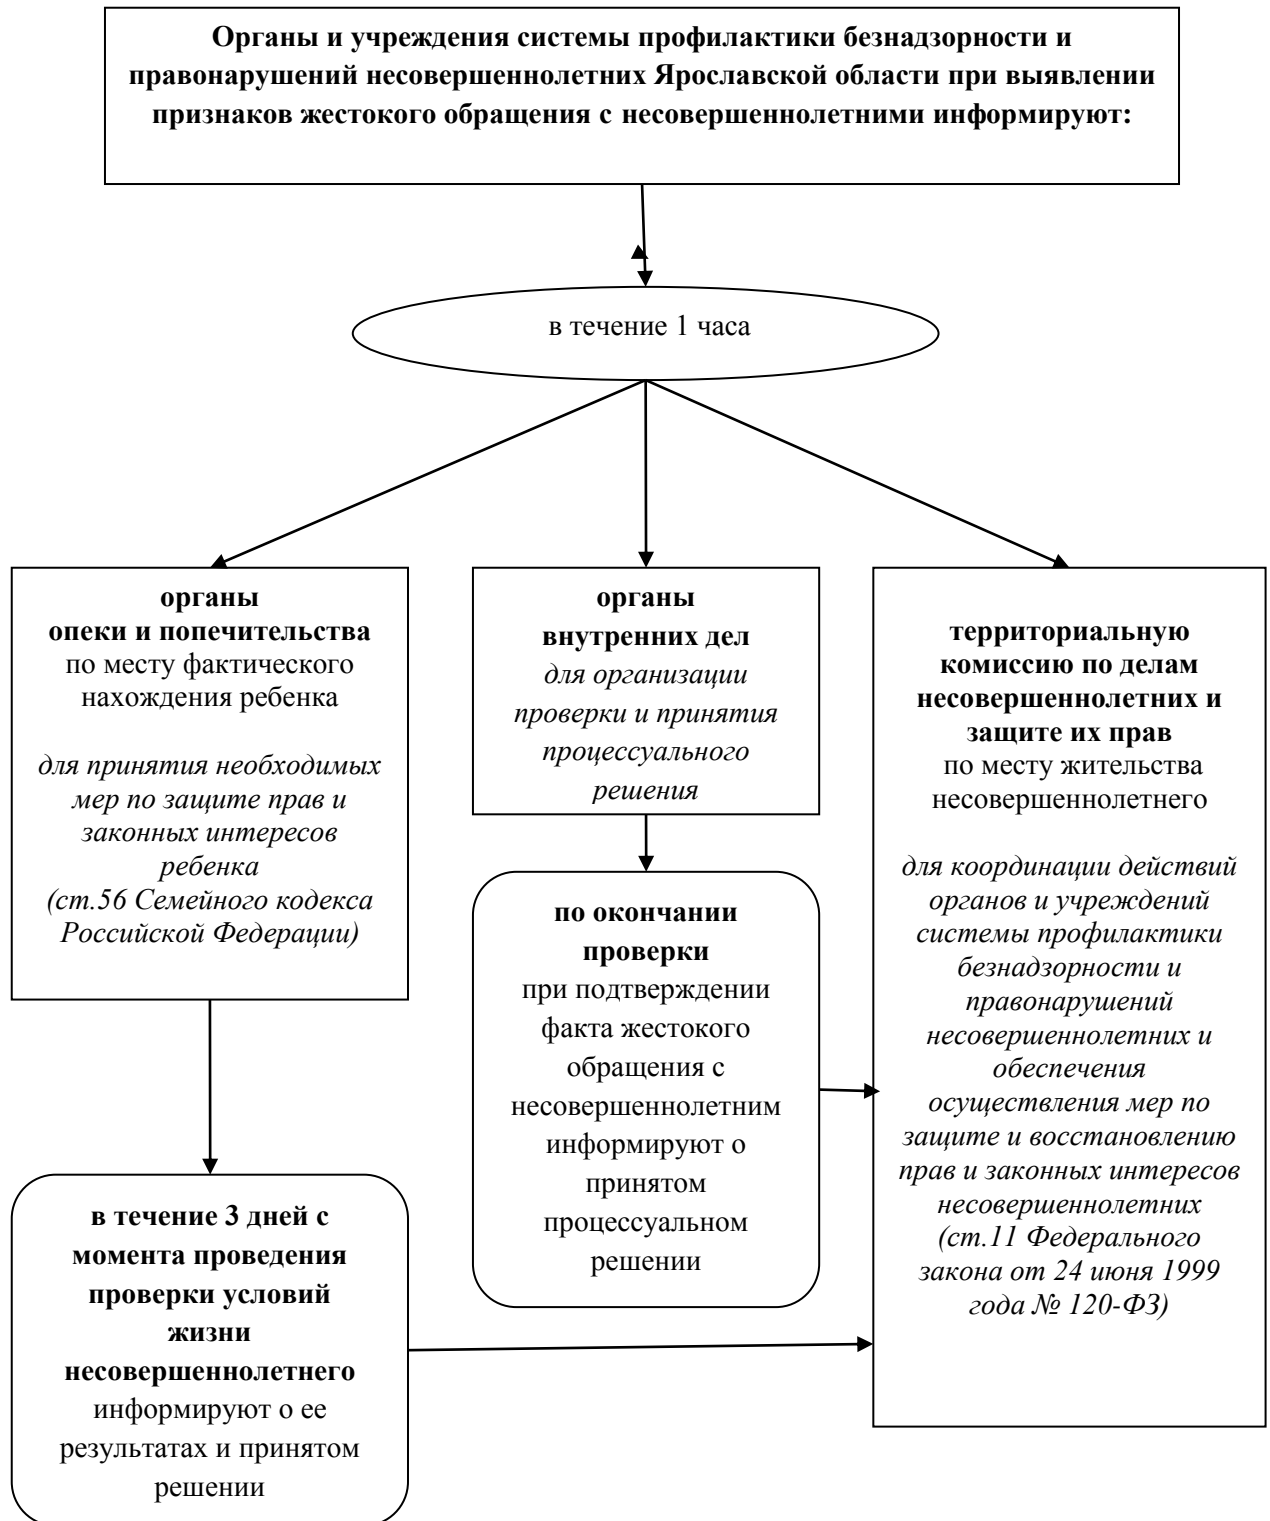 Органы и учреждения системы профилактики безнадзорности и
правонарушений несовершеннолетних Ярославской области при выявлении
признаков жестокого обращения с несовершеннолетними информируют:
в течение 1 часа
органы
опеки и попечительства
по месту фактического
нахождения ребенка
для принятия необходимых
мер по защите прав и
законных интересов
ребенка
(ст.56 Семейного кодекса
Российской Федерации)
органы
внутренних дел
для организации
проверки и принятия
процессуального
решения
территориальную
комиссию по делам
несовершеннолетних и
защите их прав
по месту жительства
несовершеннолетнего
для координации действий
органов и учреждений
системы профилактики
безнадзорности и
правонарушений
несовершеннолетних и
обеспечения
осуществления мер по
защите и восстановлению
прав и законных интересов
несовершеннолетних
(ст.11 Федерального
закона от 24 июня 1999
года № 120-ФЗ)
по окончании
проверки
при подтверждении
факта жестокого
обращения с
несовершеннолетним
информируют о
принятом
процессуальном
решении
в течение 3 дней с
момента проведения
проверки условий
жизни
несовершеннолетнего
информируют о ее
результатах и принятом
решении